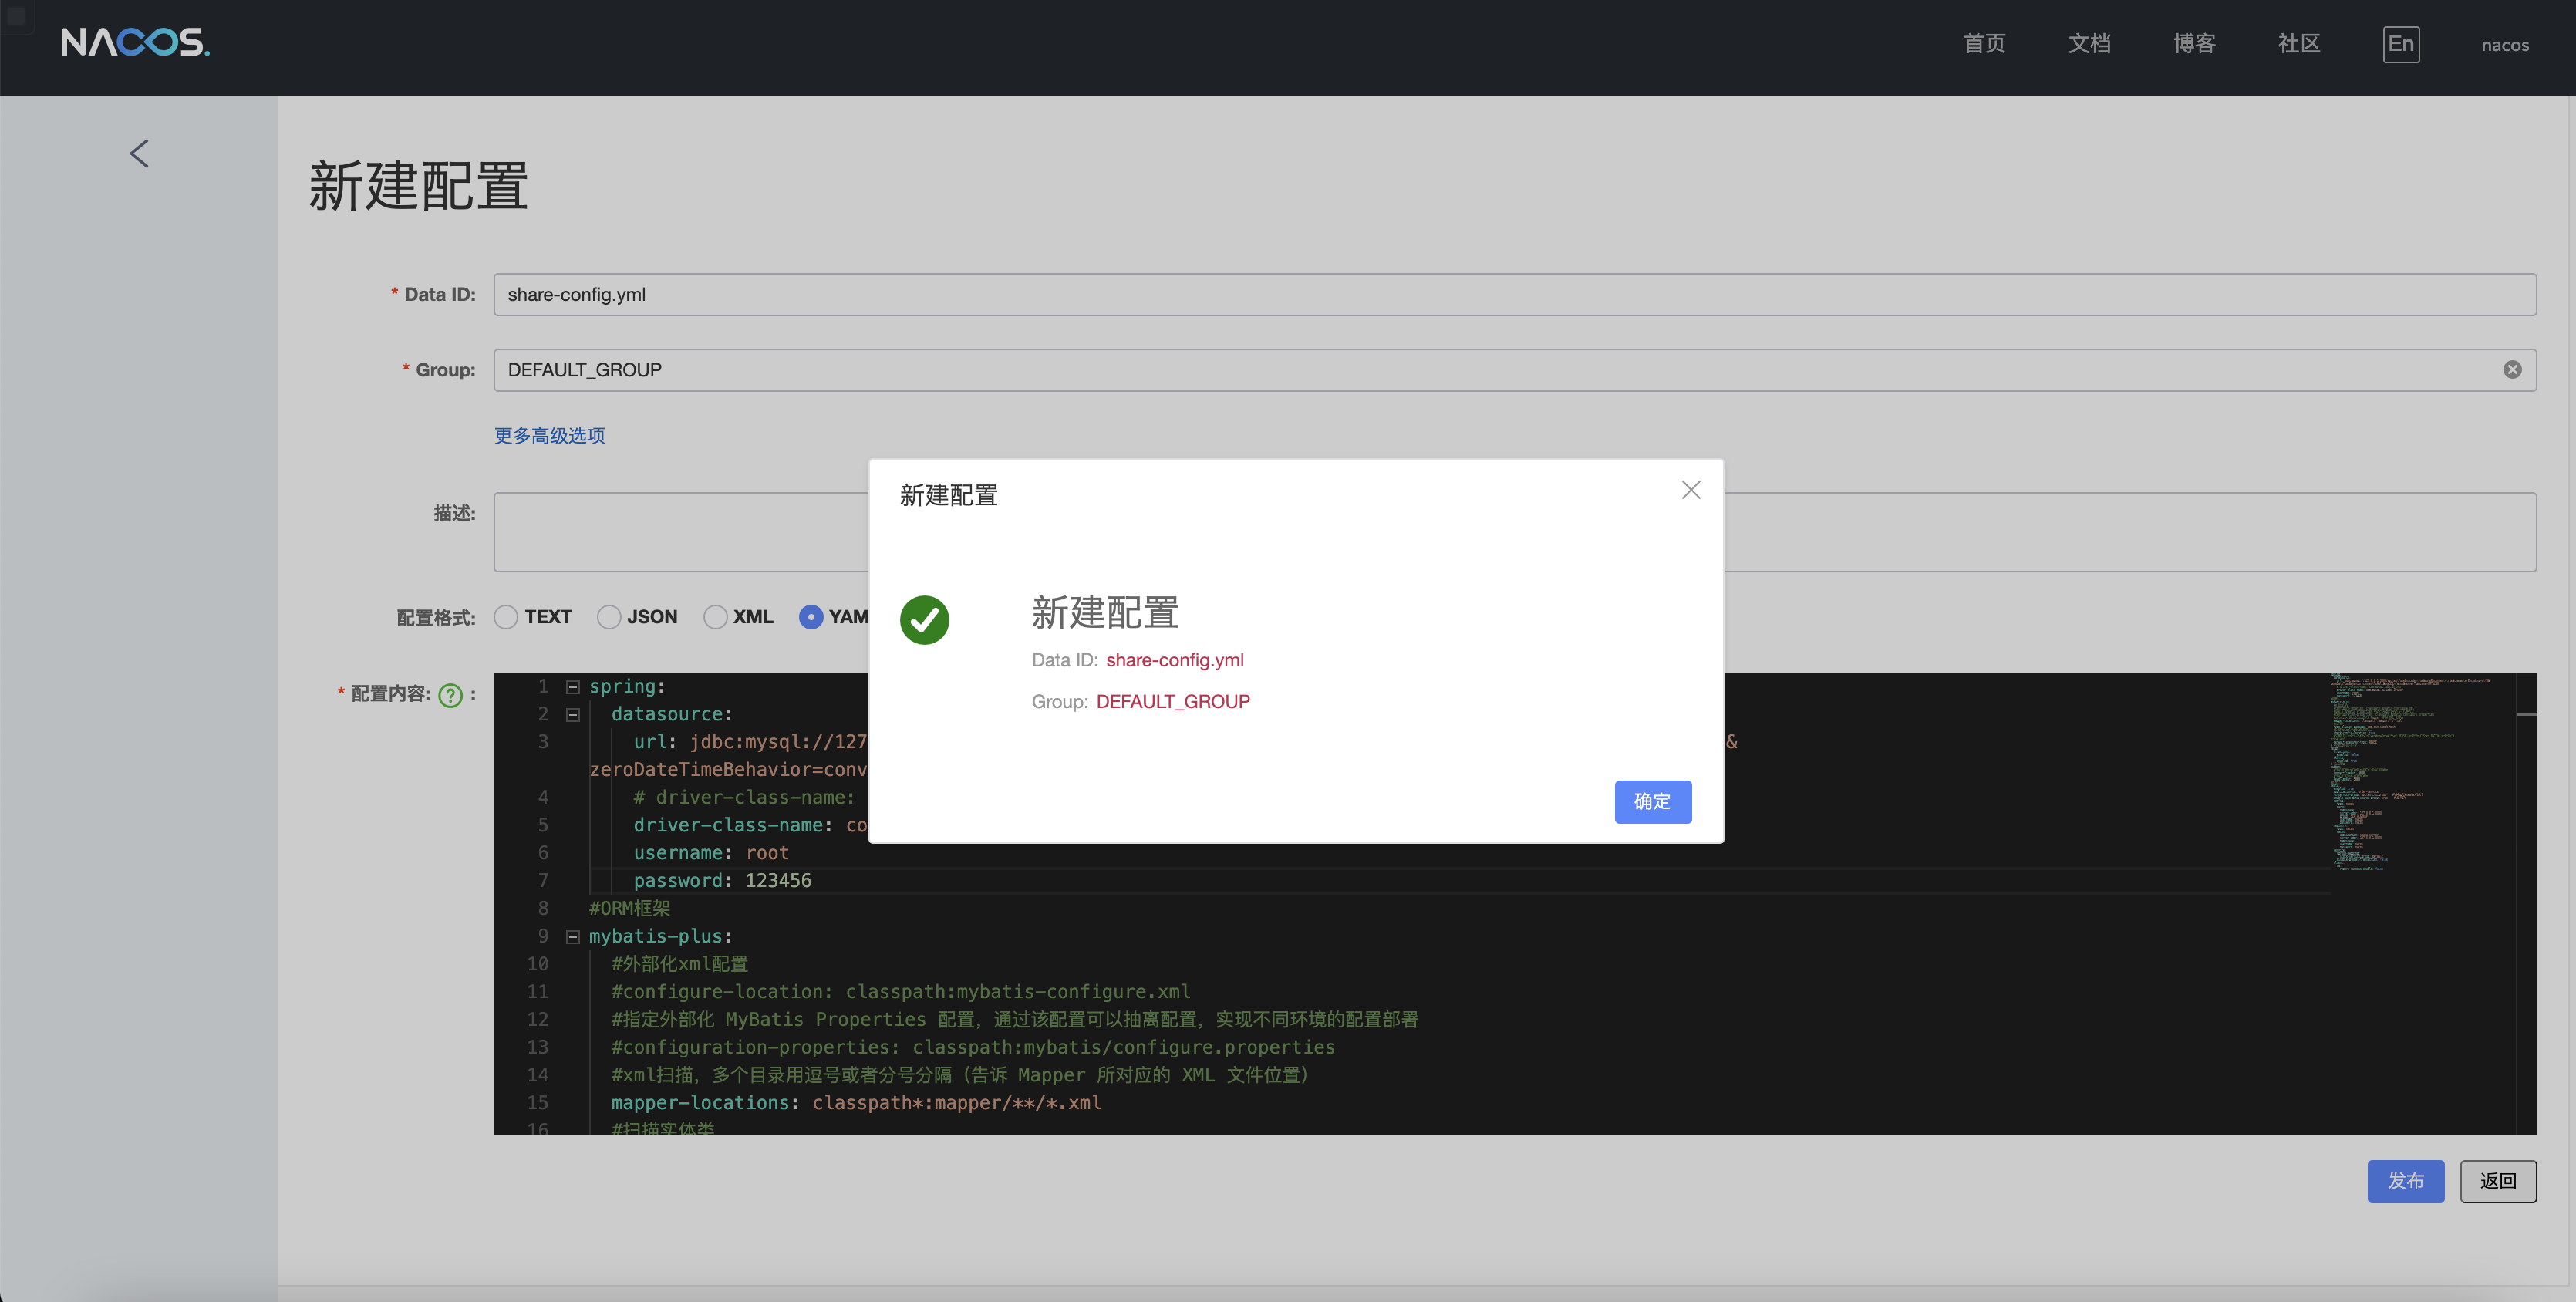 NACOS.
首页
文档
博客
社区
En
nacos
新建配置
* Data ID: share-config.yml
* Group: DEFAULT_GROUP
更多高级选项
描述:
配置格式: TEXT JSON XML YAM
* 配置内容: ? :
新建配置
新建配置
Data ID: share-config.yml
Group: DEFAULT_GROUP
确定
1 spring:
2 datasource:
3 url: jdbc:mysql://127 &
zeroDateTimeBehavior=conv
4 # driver-class-name:
5 driver-class-name: co
6 username: root
7 password: 123456
8 #ORM框架
9 mybatis-plus:
10 #外部化xml配置
11 #configure-location: classpath:mybatis-configure.xml
12 #指定外部化 MyBatis Properties 配置，通过该配置可以抽离配置，实现不同环境的配置部署
13 #configuration-properties: classpath:mybatis/configure.properties
14 #xml扫描，多个目录用逗号或者分号分隔（告诉 Mapper 所对应的 XML 文件位置）
15 mapper-locations: classpath*:mapper/**/*.xml
16 #扫描实体类
发布
返回